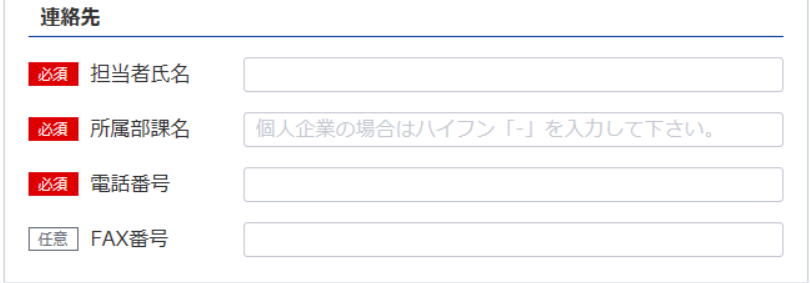 連絡先
必須 担当者氏名
必須 所属部課名 個人企業の場合はハイフン「-」を入力して下さい。
必須 電話番号
任意 FAX番号